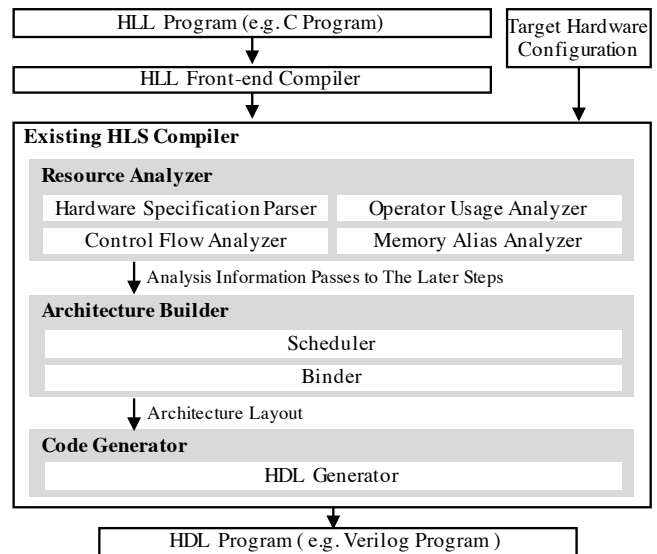 HLL Program (e.g. C Program)
Target Hardware
Configuration
HLL Front-end Compiler
Existing HLS Compiler
Resource Analyzer
Hardware Specification Parser
Operator Usage Analyzer
Control Flow Analyzer
Memory Alias Analyzer
Analysis Information Passes to The Later Steps
Architecture Builder
Scheduler
Binder
Architecture Layout
Code Generator
HDL Generator
HDL Program ( e.g. Verilog Program )